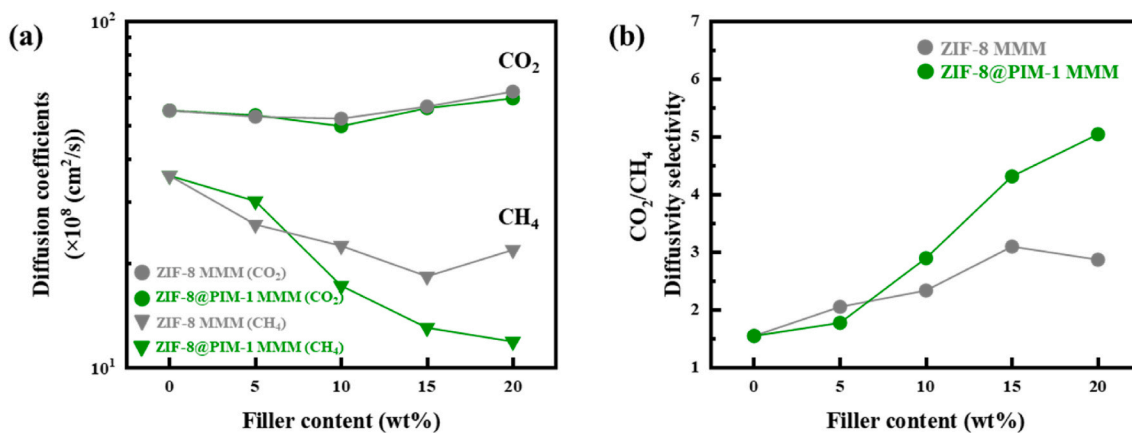 (a)
Diffusion coefficients
(×10⁸ (cm²/s))
10²
10¹
CO₂
CH₄
ZIF-8 MMM (CO₂)
ZIF-8@PIM-1 MMM (CO₂)
ZIF-8 MMM (CH₄)
ZIF-8@PIM-1 MMM (CH₄)
0 5 10 15 20
Filler content (wt%)
(b)
CO₂/CH₄
Diffusivity selectivity
7
6
5
4
3
2
1
ZIF-8 MMM
ZIF-8@PIM-1 MMM
0 5 10 15 20
Filler content (wt%)